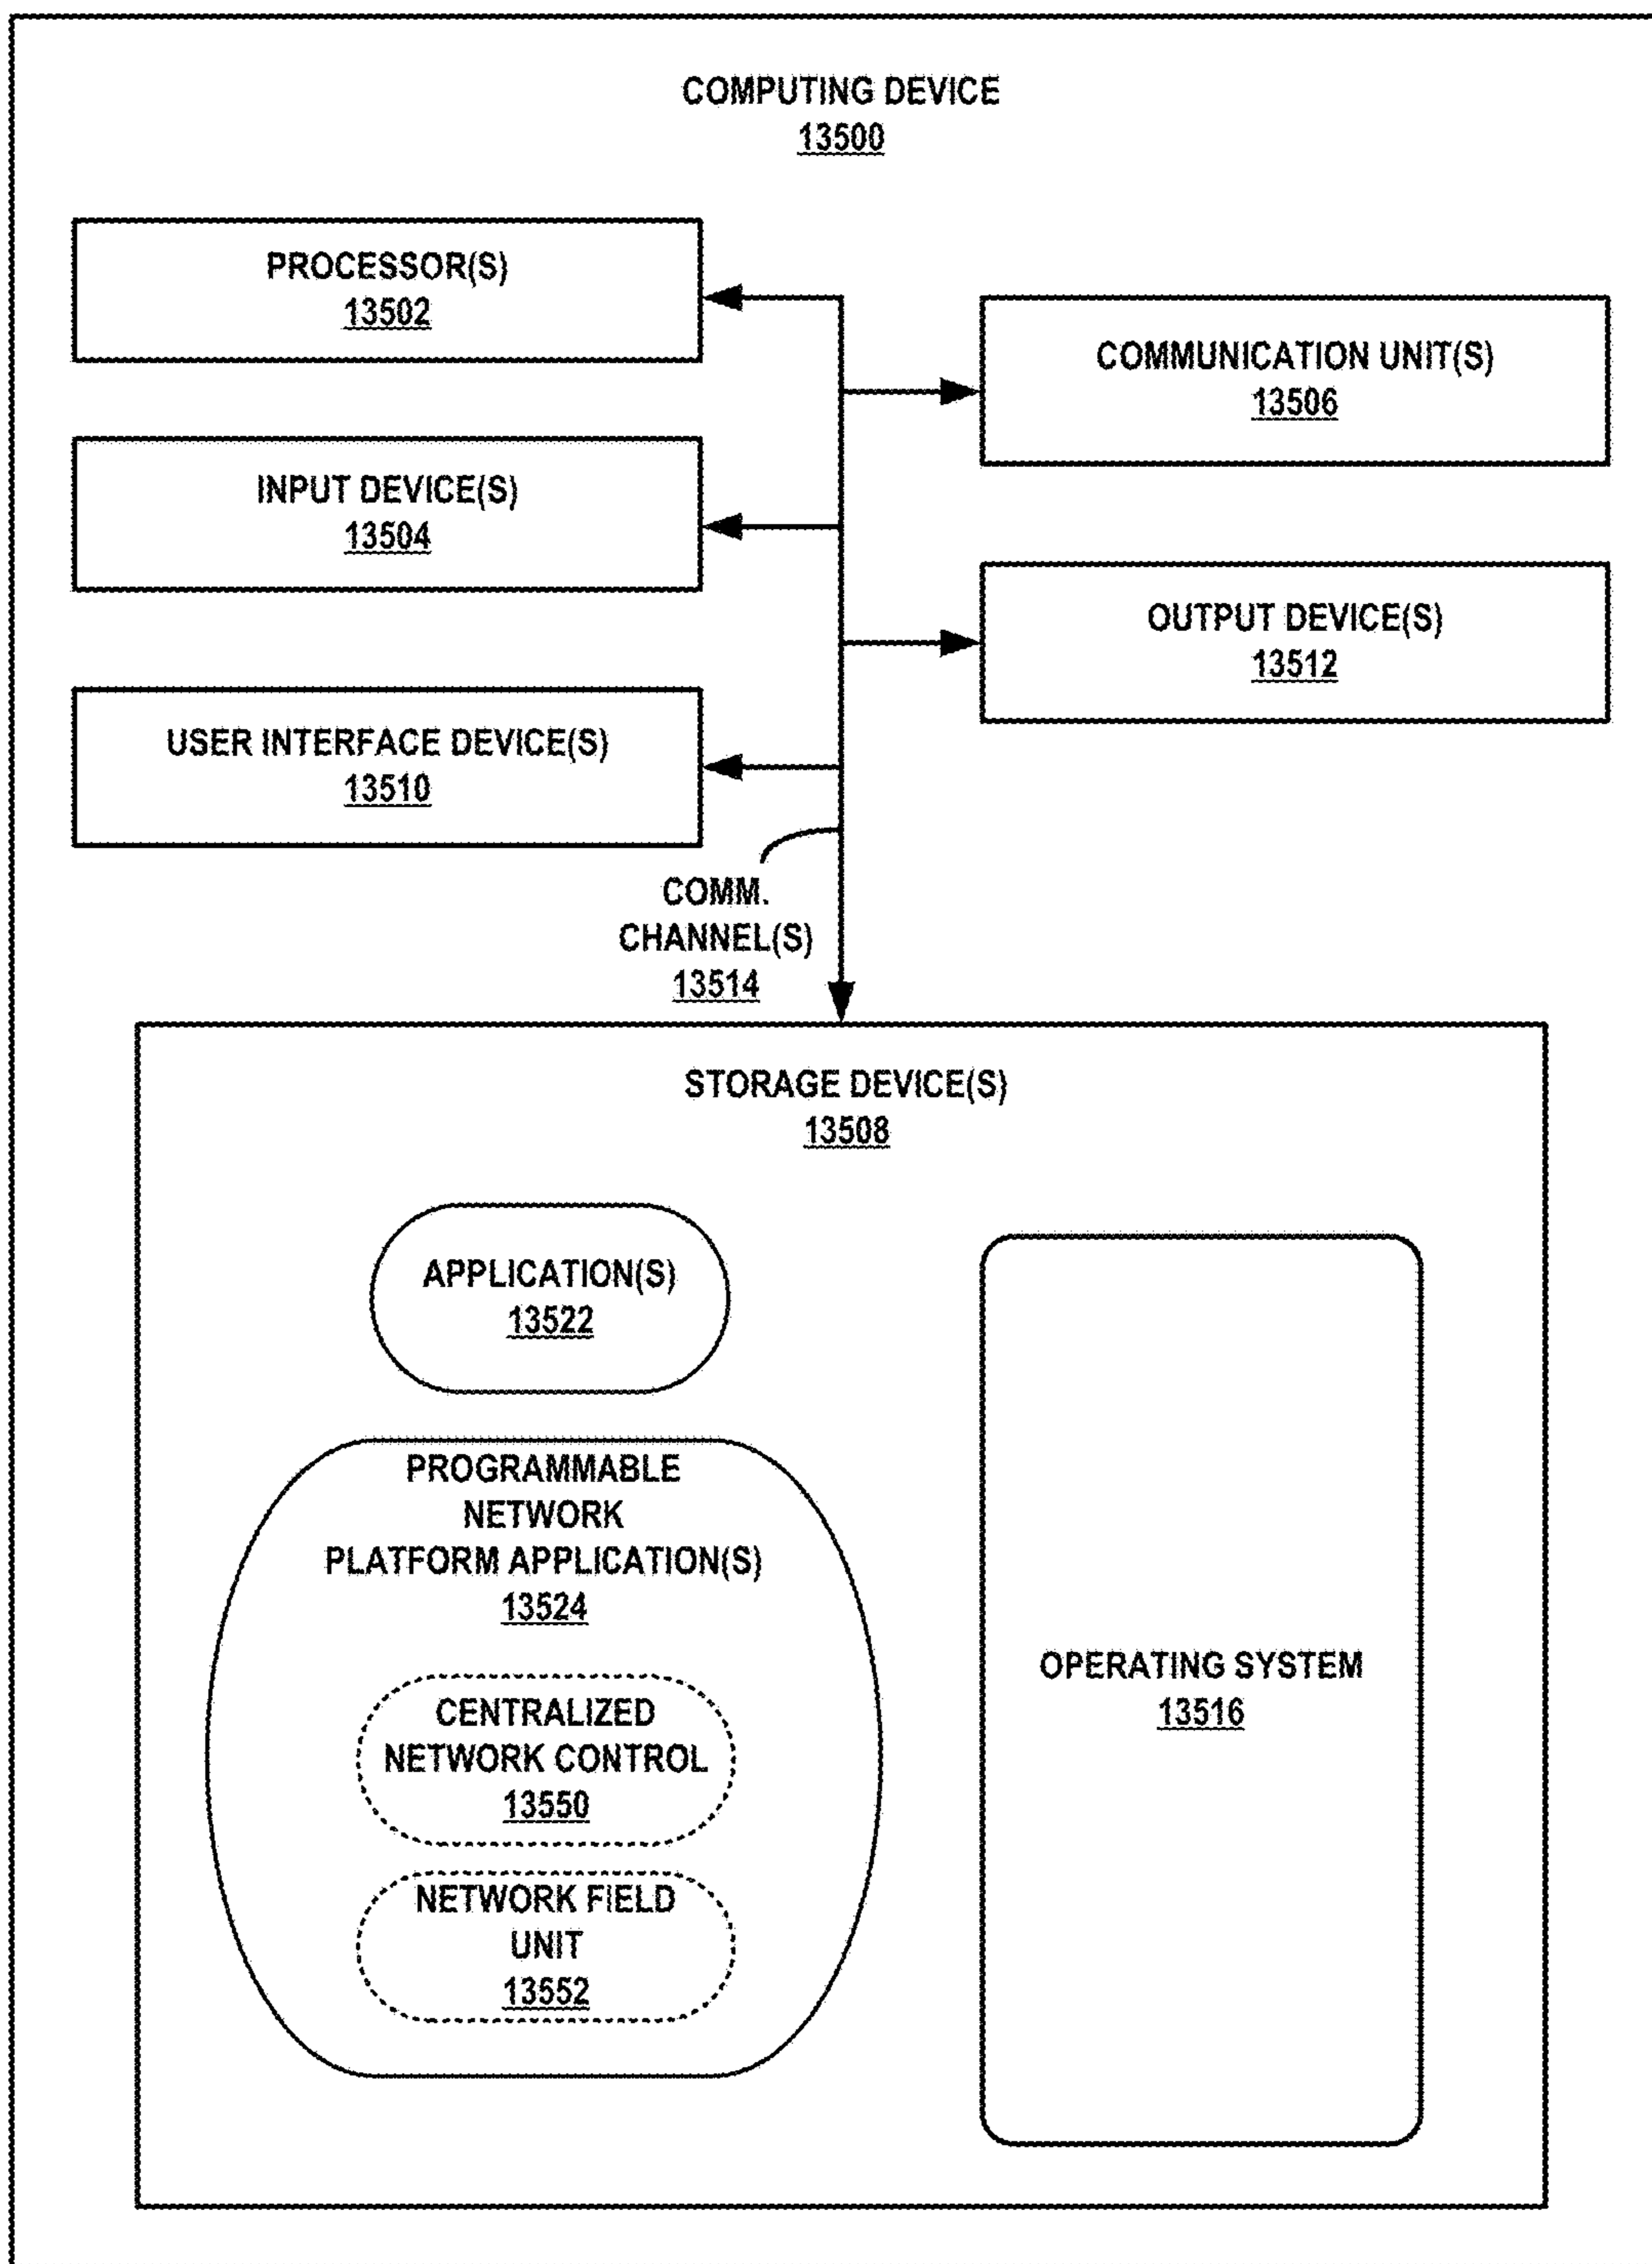 COMPUTING DEVICE
13500
PROCESSOR(S)
13502
COMMUNICATION UNIT(S)
13506
INPUT DEVICE(S)
13504
OUTPUT DEVICE(S)
13512
USER INTERFACE DEVICE(S)
13510
COMM.
CHANNEL(S)
13514
STORAGE DEVICE(S)
13508
APPLICATION(S)
13522
PROGRAMMABLE
NETWORK
PLATFORM APPLICATION(S)
13524
CENTRALIZED
NETWORK CONTROL
13550
NETWORK FIELD
UNIT
13552
OPERATING SYSTEM
13516